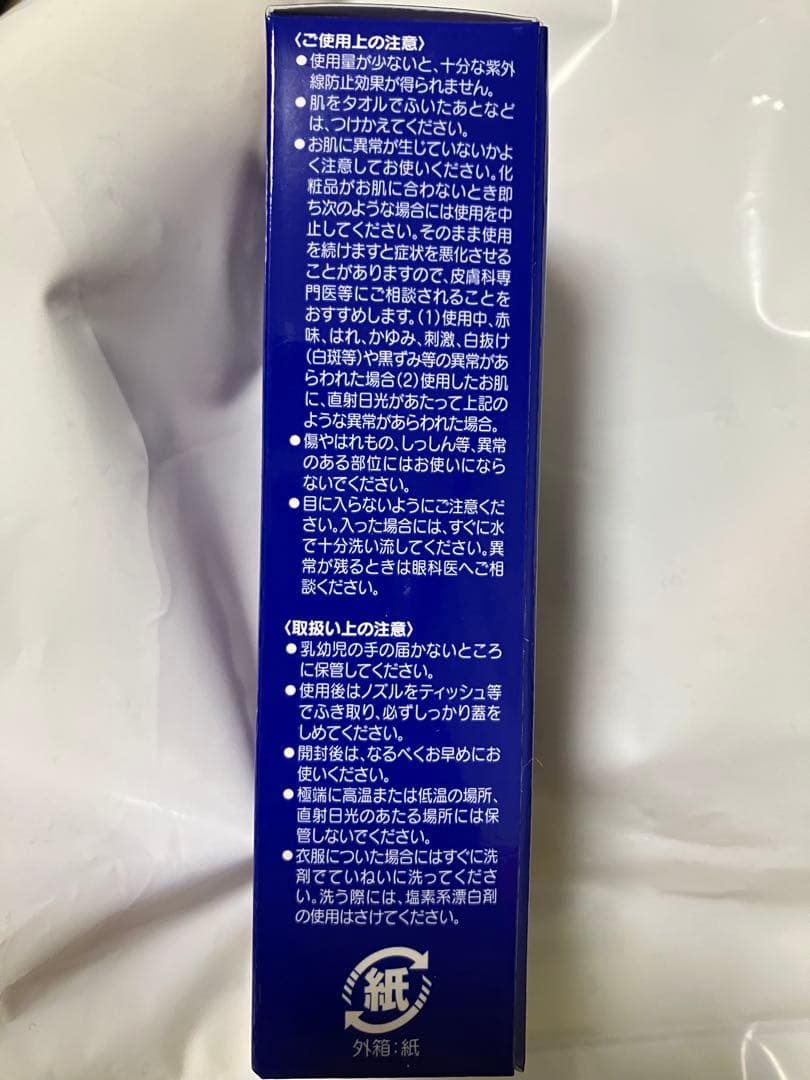 〈ご使用上の注意〉
●使用量が少ないと、十分な紫外
線防止効果が得られません。
●肌をタオルでふいたあとなど
は、つけかえてください。
●お肌に異常が生じていないかよ
く注意してお使いください。化
粧品がお肌に合わないとき即
ち次のような場合には使用を中
止してください。そのまま使用
を続けますと症状を悪化させる
ことがありますので、皮膚科専
門医等にご相談されることを
おすすめします。(1)使用中、赤
味、はれ、かゆみ、刺激、白抜け
(白斑等)や黒ずみ等の異常があ
らわれた場合(2)使用したお肌
に、直射日光があたって上記の
ような異常があらわれた場合。
●傷やはれもの、しっしん等、異常
のある部位にはお使いになら
ないでください。
●目に入らないようにご注意くだ
さい。入った場合には、すぐに水
で十分洗い流してください。異
常が残るときは眼科医へご相
談ください。
〈取扱い上の注意〉
●乳幼児の手の届かないところ
に保管してください。
●使用後はノズルをティッシュ等
でふき取り、必ずしっかり蓋を
しめてください。
●開封後は、なるべくお早めにお
使いください。
●極端に高温または低温の場所、
直射日光のあたる場所には保
管しないでください。
●衣服についた場合にはすぐに洗
剤でていねいに洗ってくださ
い。洗う際には、塩素系漂白剤
の使用はさけてください。
紙
外箱:紙